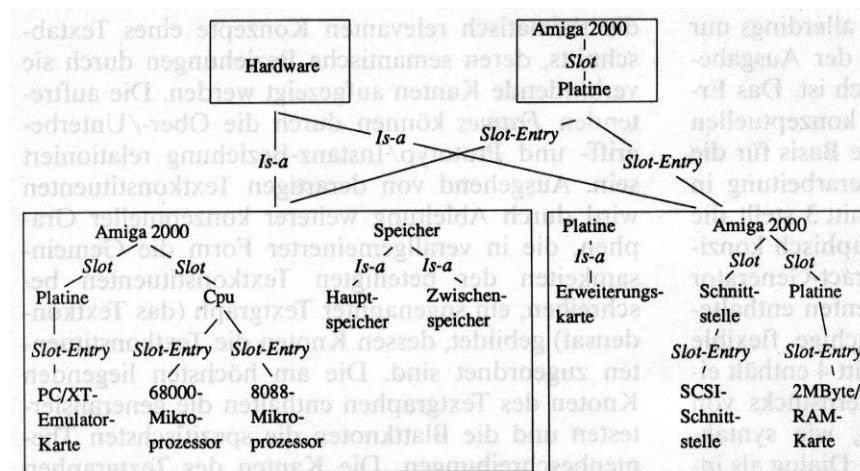 Amiga 2000
Hardware
Slot
Platine
Is-a
Slot-Entry
Is-a
Slot-Entry
Amiga 2000
Slot
Slot
Platine
Cpu
Slot-Entry
Slot-Entry
Slot-Entry
PC/XT-
Emulator-
Karte
68000-
Mikro-
prozessor
8088-
Mikro-
prozessor
Speicher
Is-a
Is-a
Haupt-
speicher
Zwischen-
speicher
Platine
Is-a
Erweiterungs-
karte
Amiga 2000
Slot
Slot
Schnitt-
stelle
Platine
Slot-Entry
Slot-Entry
SCSI-
Schnitt-
stelle
2MByte/
RAM-
Karte